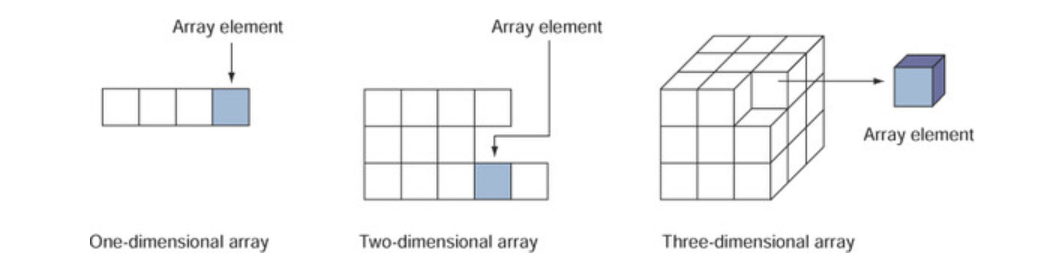 Array element
Array element
Array element
One-dimensional array
Two-dimensional array
Three-dimensional array